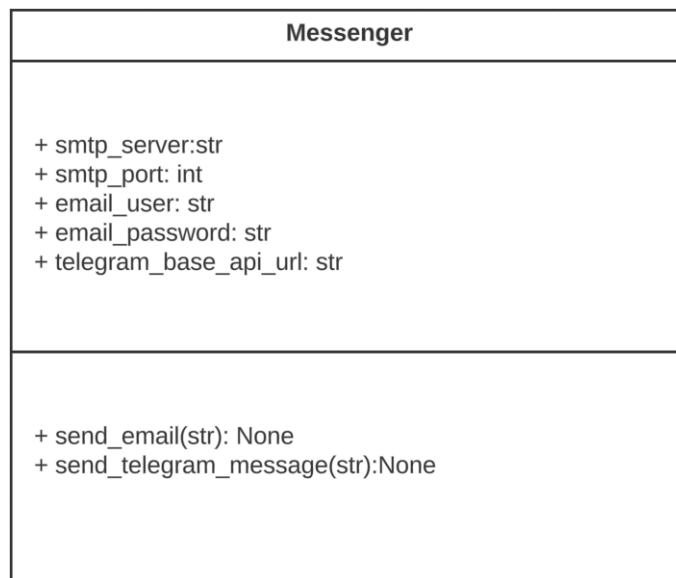 Messenger
+ smtp_server:str
+ smtp_port: int
+ email_user: str
+ email_password: str
+ telegram_base_api_url: str
+ send_email(str): None
+ send_telegram_message(str):None